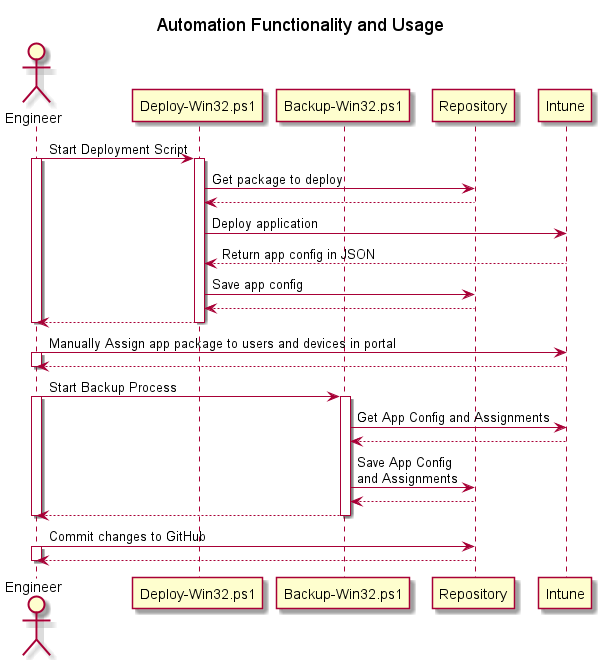 Automation Functionality and Usage
Engineer
Deploy-Win32.ps1
Backup-Win32.ps1
Repository
Intune
Start Deployment Script
Get package to deploy
Deploy application
Return app config in JSON
Save app config
Manually Assign app package to users and devices in portal
Start Backup Process
Get App Config and Assignments
Save App Config
and Assignments
Commit changes to GitHub
Engineer
Deploy-Win32.ps1
Backup-Win32.ps1
Repository
Intune